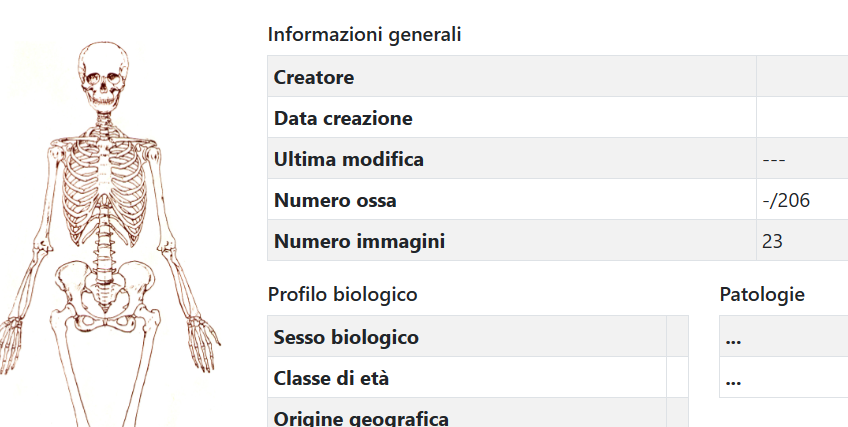 Informazioni generali
Creatore
Data creazione
Ultima modifica ---
Numero ossa -/206
Numero immagini 23
Profilo biologico
Sesso biologico
Classe di età
Origine geografica
Patologie
...
...